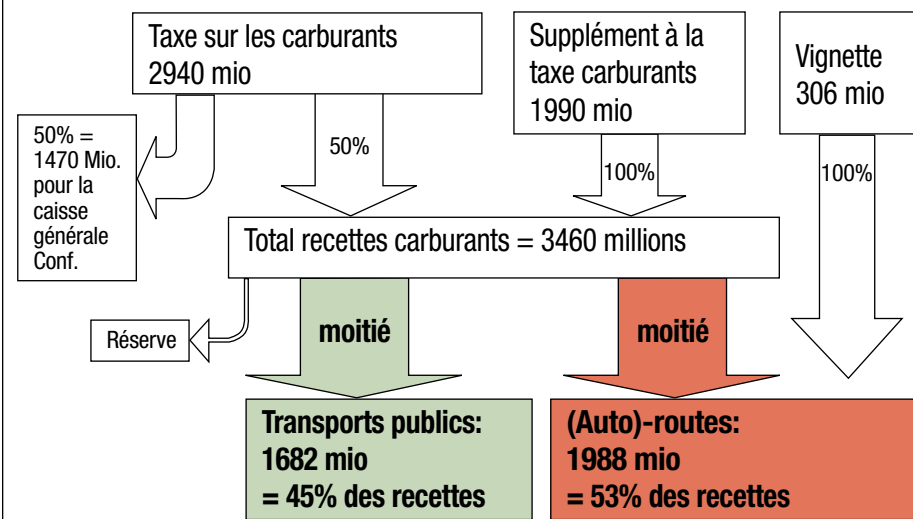 Taxe sur les carburants
2940 mio
Supplément à la
taxe carburants
1990 mio
Vignette
306 mio
50% =
1470 Mio.
pour la
caisse
générale
Conf.
50%
100%
100%
Total recettes carburants = 3460 millions
Réserve
moitié
moitié
Transports publics:
1682 mio
= 45% des recettes
(Auto)-routes:
1988 mio
= 53% des recettes